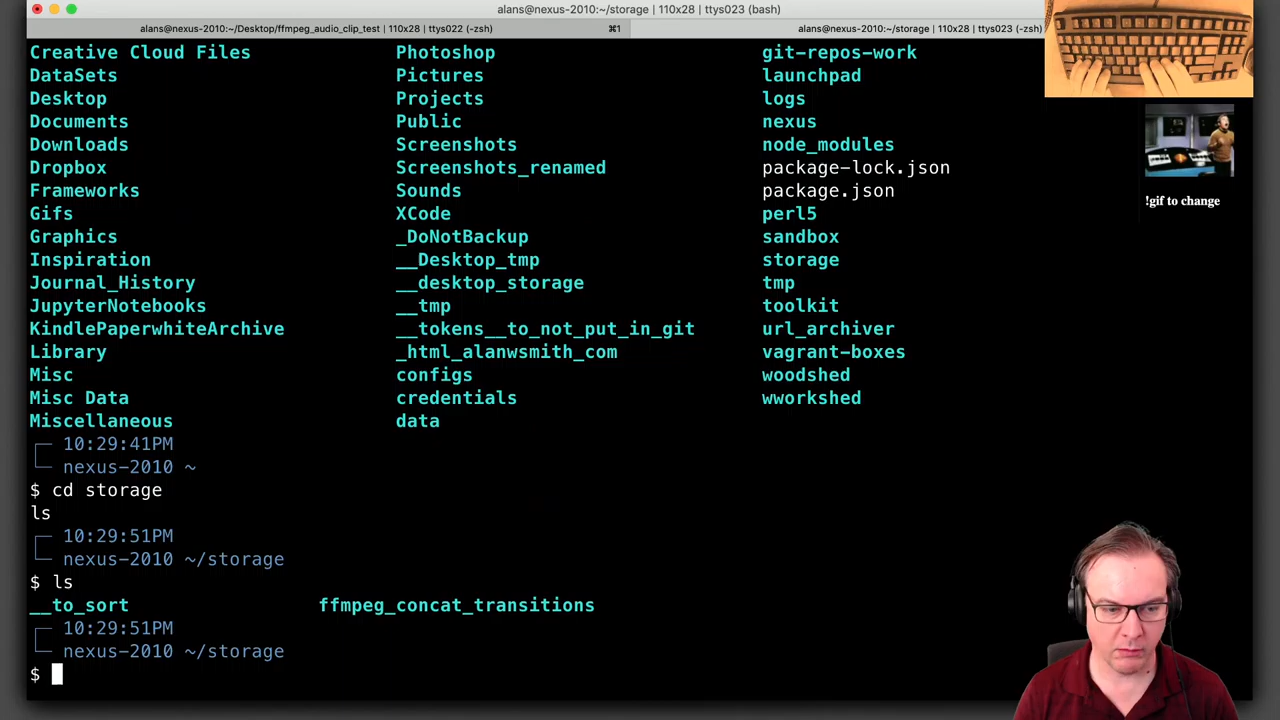 alans@nexus-2010:~/storage | 110x28 | ttys023 (bash)
alans@nexus-2010:~/Desktop/ffmpeg_audio_clip_test | 110x28 | ttys022 (-zsh) ⌘1 alans@nexus-2010:~/storage | 110x28 | ttys023 (-zsh)
Creative Cloud Files Photoshop git-repos-work
DataSets Pictures launchpad
Desktop Projects logs
Documents Public nexus
Downloads Screenshots node_modules
Dropbox Screenshots_renamed package-lock.json
Frameworks Sounds package.json
Gifs XCode perl5
Graphics _DoNotBackup sandbox
Inspiration __Desktop_tmp storage
Journal_History __desktop_storage tmp
JupyterNotebooks __tmp toolkit
KindlePaperwhiteArchive __tokens__to_not_put_in_git url_archiver
Library _html_alanwsmith_com vagrant-boxes
Misc configs woodshed
Misc Data credentials wworkshed
Miscellaneous data
10:29:41PM
nexus-2010 ~
$ cd storage
ls
10:29:51PM
nexus-2010 ~/storage
$ ls
__to_sort ffmpeg_concat_transitions
10:29:51PM
nexus-2010 ~/storage
$
!gif to change